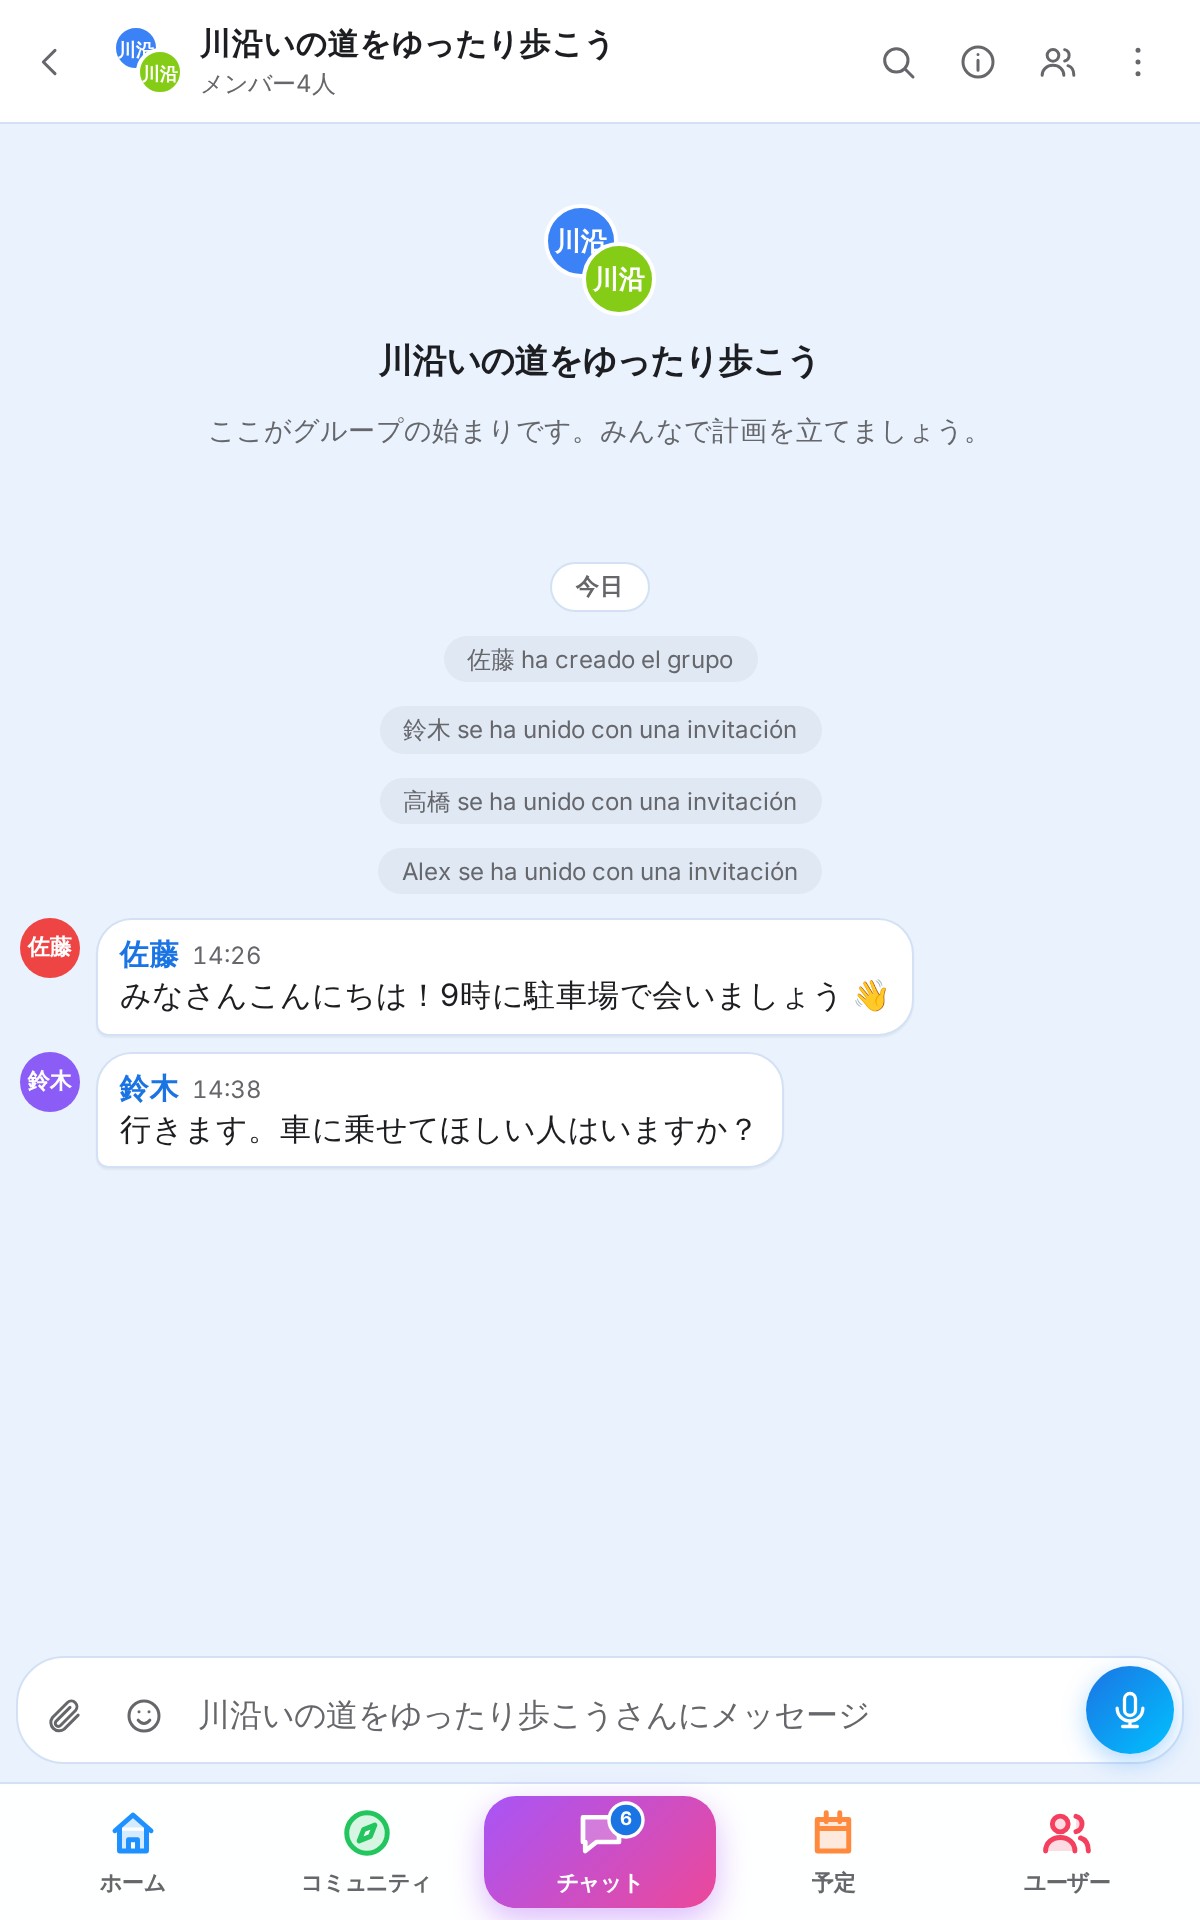 川沿
川沿
川沿いの道をゆったり歩こう
メンバー4人
川沿
川沿
川沿いの道をゆったり歩こう
ここがグループの始まりです。みんなで計画を立てましょう。
今日
佐藤 ha creado el grupo
鈴木 se ha unido con una invitación
高橋 se ha unido con una invitación
Alex se ha unido con una invitación
佐藤
佐藤 14:26
みなさんこんにちは！9時に駐車場で会いましょう 👋
鈴木
鈴木 14:38
行きます。車に乗せてほしい人はいますか？
川沿いの道をゆったり歩こうさんにメッセージ
6
ホーム
コミュニティ
チャット
予定
ユーザー